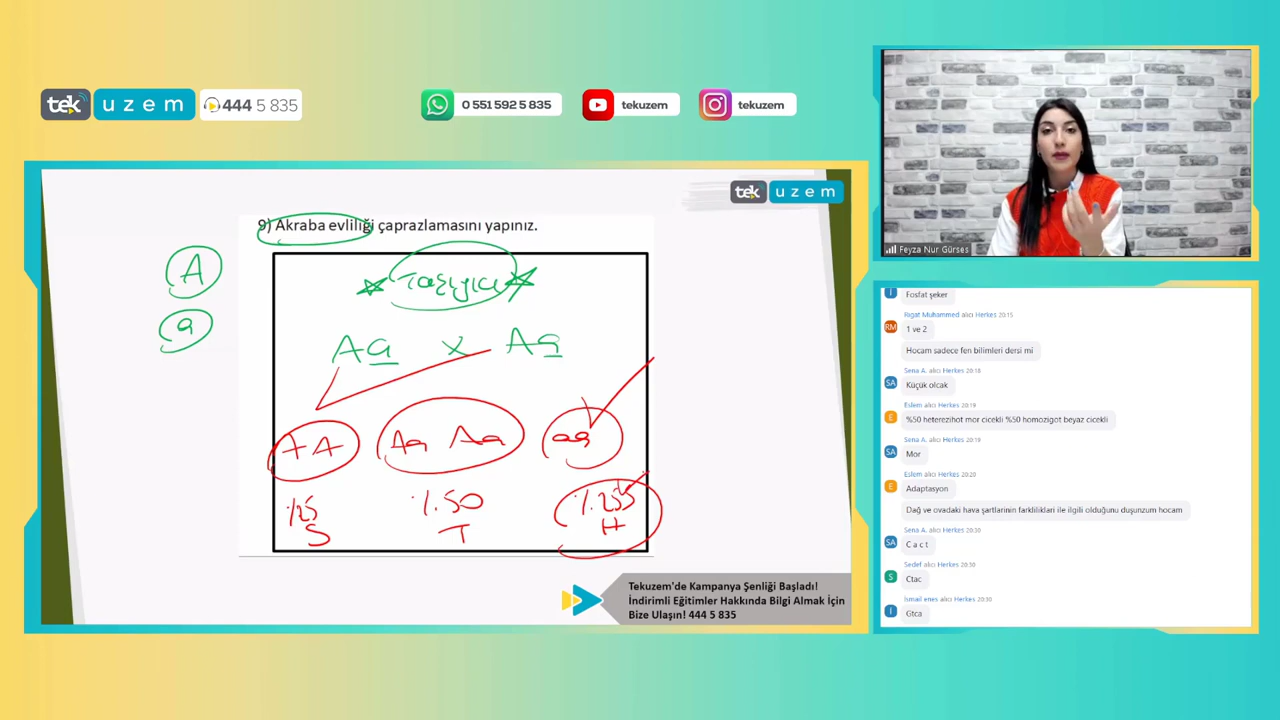 tek uzem 444 5 835
0 551 592 5 835
tekuzem
tekuzem
tek uzem
9) Akraba evliliği çaprazlamasını yapınız.
A
a
Taşıyıcı
Aa x Aa
AA Aa Aa aa
%25 %50 %25
S T H
Tekuzem'de Kampanya Şenliği Başladı!
İndirimli Eğitimler Hakkında Bilgi Almak İçin
Bize Ulaşın! 444 5 835
Feyza Nur Gürses
Fosfat şeker
Rıgat Muhammed alıcı Herkes 20:15
RM 1 ve 2
Hocam sadece fen bilimleri dersi mi
Sena A. alıcı Herkes 20:18
SA Küçük olcak
Eslem alıcı Herkes 20:19
E %50 heterezihot mor cicekli %50 homozigot beyaz cicekli
Sena A. alıcı Herkes 20:19
SA Mor
Eslem alıcı Herkes 20:20
E Adaptasyon
Dağ ve ovadaki hava şartlarinin farkliliklari ile ilgili olduğunu duşunzum hocam
Sena A. alıcı Herkes 20:30
SA C a c t
Sedef alıcı Herkes 20:30
S Ctac
İsmail enes alıcı Herkes 20:30
İ Gtca